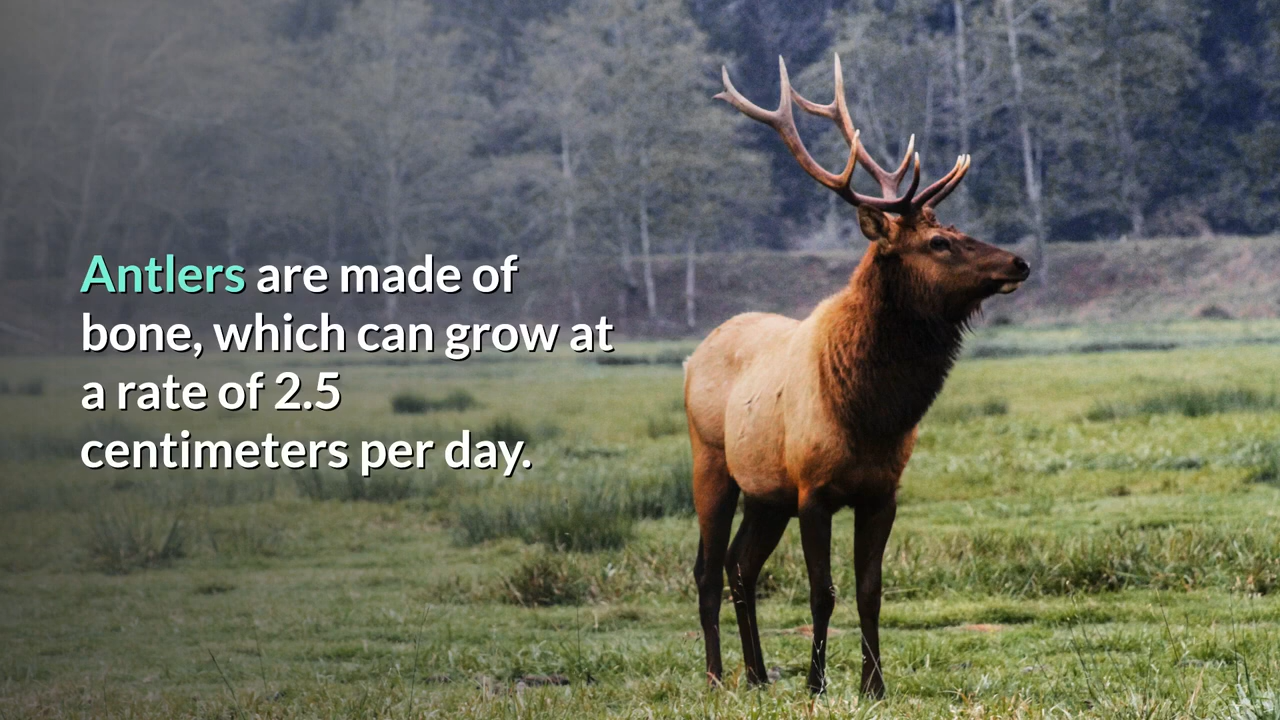 Antlers are made of
bone, which can grow at
a rate of 2.5
centimeters per day.